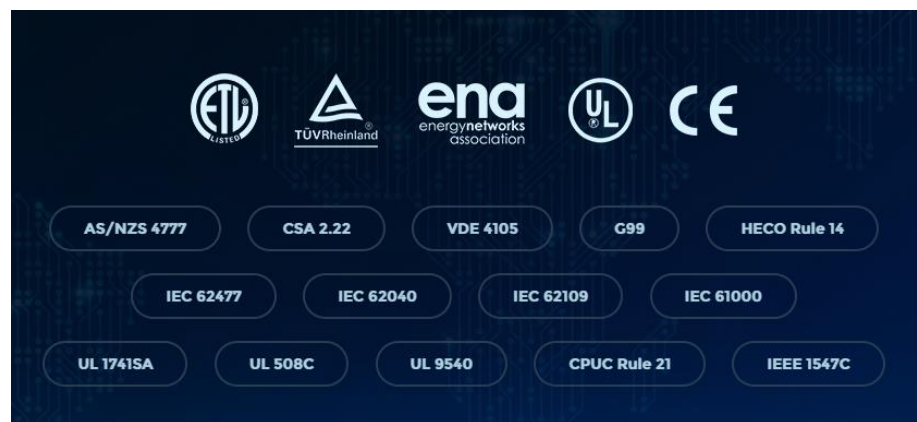 ETL® LISTED
TÜVRheinland®
ena
energynetworks
association
UL®
CE
AS/NZS 4777 CSA 2.22 VDE 4105 G99 HECO Rule 14
IEC 62477 IEC 62040 IEC 62109 IEC 61000
UL 1741SA UL 508C UL 9540 CPUC Rule 21 IEEE 1547C